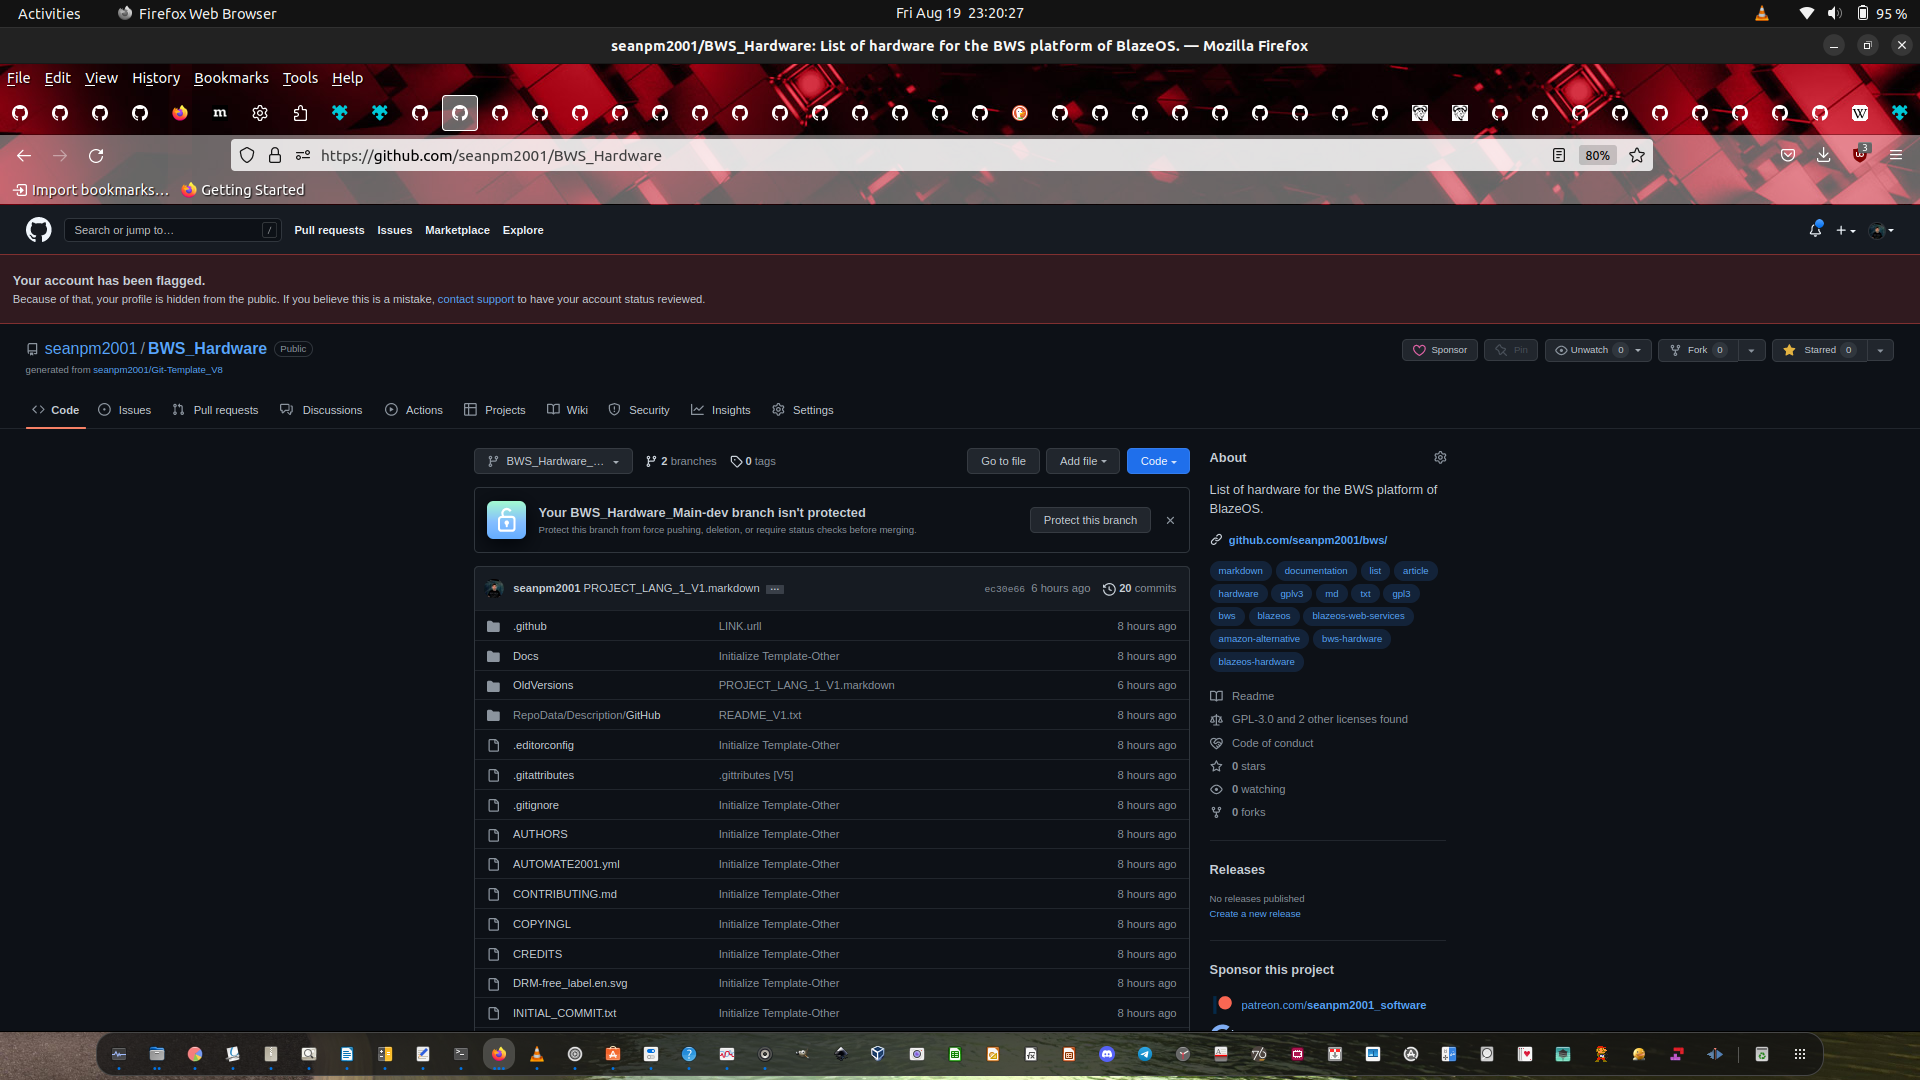 Activities Firefox Web Browser Fri Aug 19 23:20:27 95 %
seanpm2001/BWS_Hardware: List of hardware for the BWS platform of BlazeOS. — Mozilla Firefox
File Edit View History Bookmarks Tools Help
https://github.com/seanpm2001/BWS_Hardware 80% 3
Import bookmarks… Getting Started
Search or jump to… / Pull requests Issues Marketplace Explore
Your account has been flagged.
Because of that, your profile is hidden from the public. If you believe this is a mistake, contact support to have your account status reviewed.
seanpm2001 / BWS_Hardware Public Sponsor Pin Unwatch 0 Fork 0 Starred 0
generated from seanpm2001/Git-Template_V8
Code Issues Pull requests Discussions Actions Projects Wiki Security Insights Settings
BWS_Hardware_… 2 branches 0 tags Go to file Add file Code
Your BWS_Hardware_Main-dev branch isn't protected
Protect this branch from force pushing, deletion, or require status checks before merging.
Protect this branch
seanpm2001 PROJECT_LANG_1_V1.markdown … ec30e66 6 hours ago 20 commits
.github LINK.urll 8 hours ago
Docs Initialize Template-Other 8 hours ago
OldVersions PROJECT_LANG_1_V1.markdown 6 hours ago
RepoData/Description/GitHub README_V1.txt 8 hours ago
.editorconfig Initialize Template-Other 8 hours ago
.gitattributes .gittributes [V5] 8 hours ago
.gitignore Initialize Template-Other 8 hours ago
AUTHORS Initialize Template-Other 8 hours ago
AUTOMATE2001.yml Initialize Template-Other 8 hours ago
CONTRIBUTING.md Initialize Template-Other 8 hours ago
COPYINGL Initialize Template-Other 8 hours ago
CREDITS Initialize Template-Other 8 hours ago
DRM-free_label.en.svg Initialize Template-Other 8 hours ago
INITIAL_COMMIT.txt Initialize Template-Other 8 hours ago
About
List of hardware for the BWS platform of
BlazeOS.
github.com/seanpm2001/bws/
markdown documentation list article
hardware gplv3 md txt gpl3
bws blazeos blazeos-web-services
amazon-alternative bws-hardware
blazeos-hardware
Readme
GPL-3.0 and 2 other licenses found
Code of conduct
0 stars
0 watching
0 forks
Releases
No releases published
Create a new release
Sponsor this project
patreon.com/seanpm2001_software